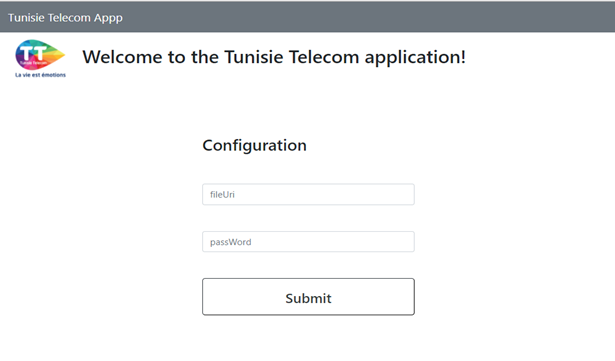 Tunisie Telecom Appp
TT
Tunisie Telecom
La vie est émotions
Welcome to the Tunisie Telecom application!
Configuration
fileUri
passWord
Submit